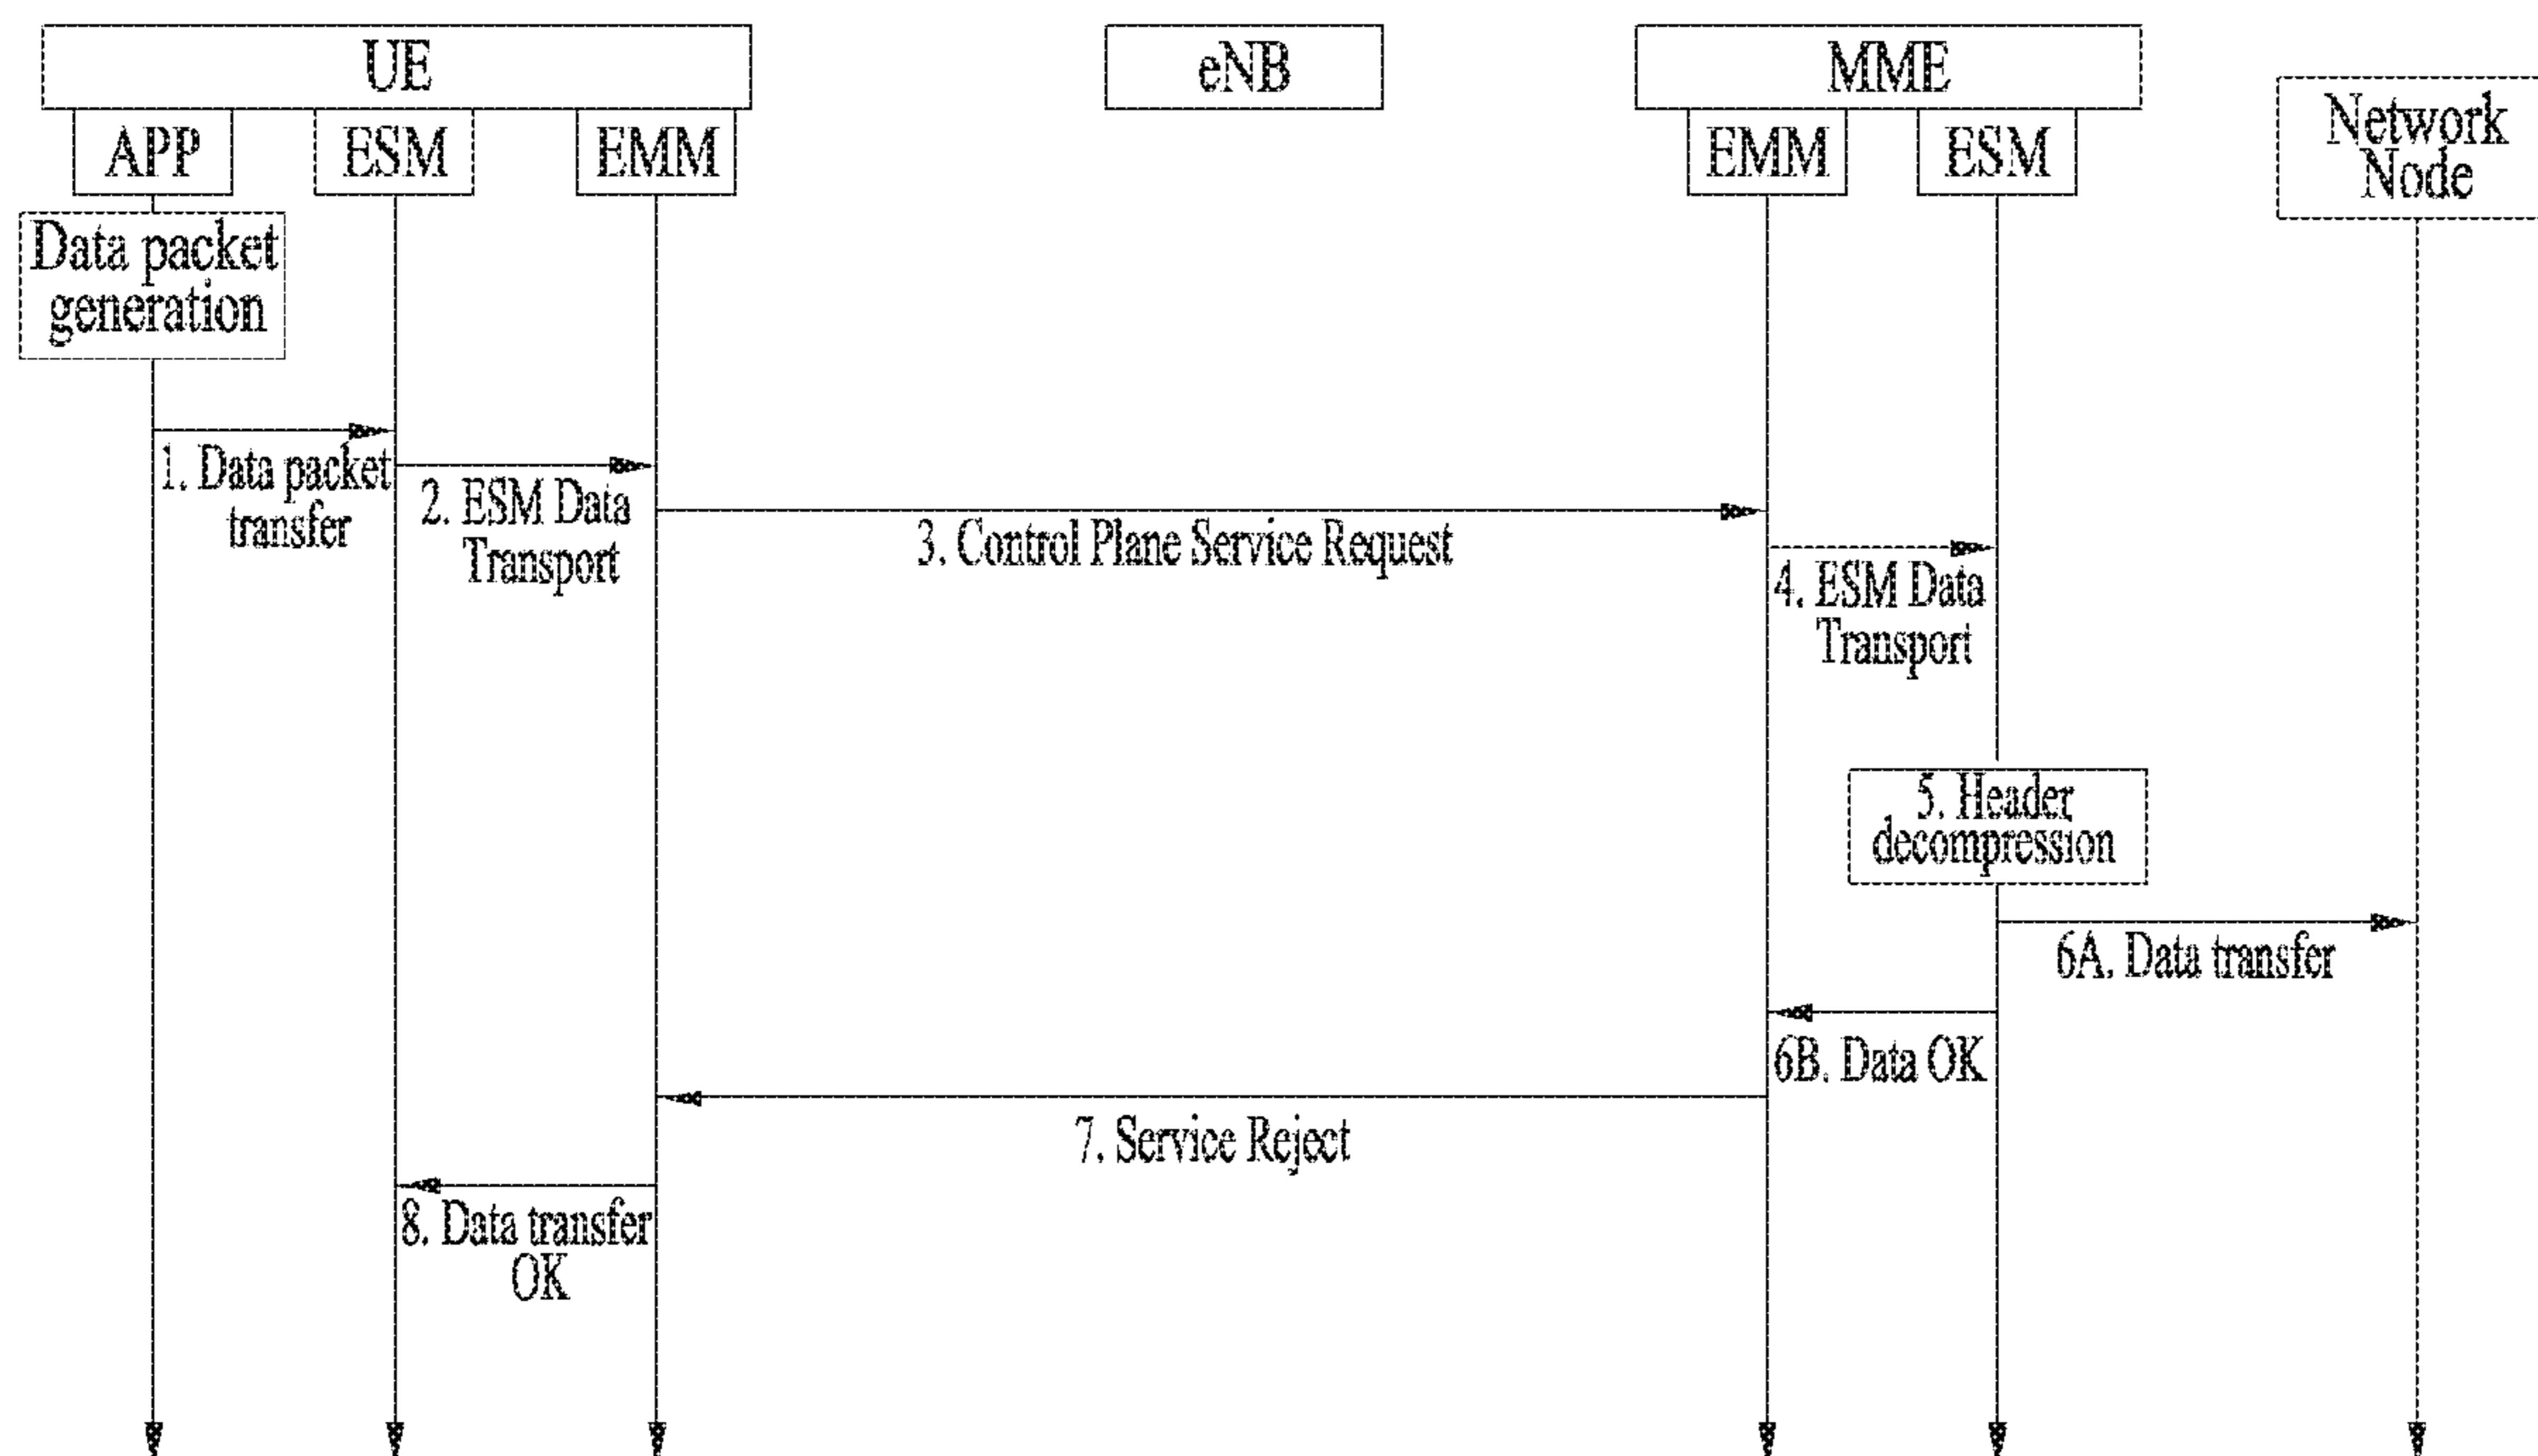 UE
eNB
MME
APP
ESM
EMM
EMM
ESM
Network
Node
Data packet
generation
1. Data packet
transfer
2. ESM Data
Transport
3. Control Plane Service Request
4. ESM Data
Transport
5. Header
decompression
6A. Data transfer
6B. Data OK
7. Service Reject
8. Data transfer
OK